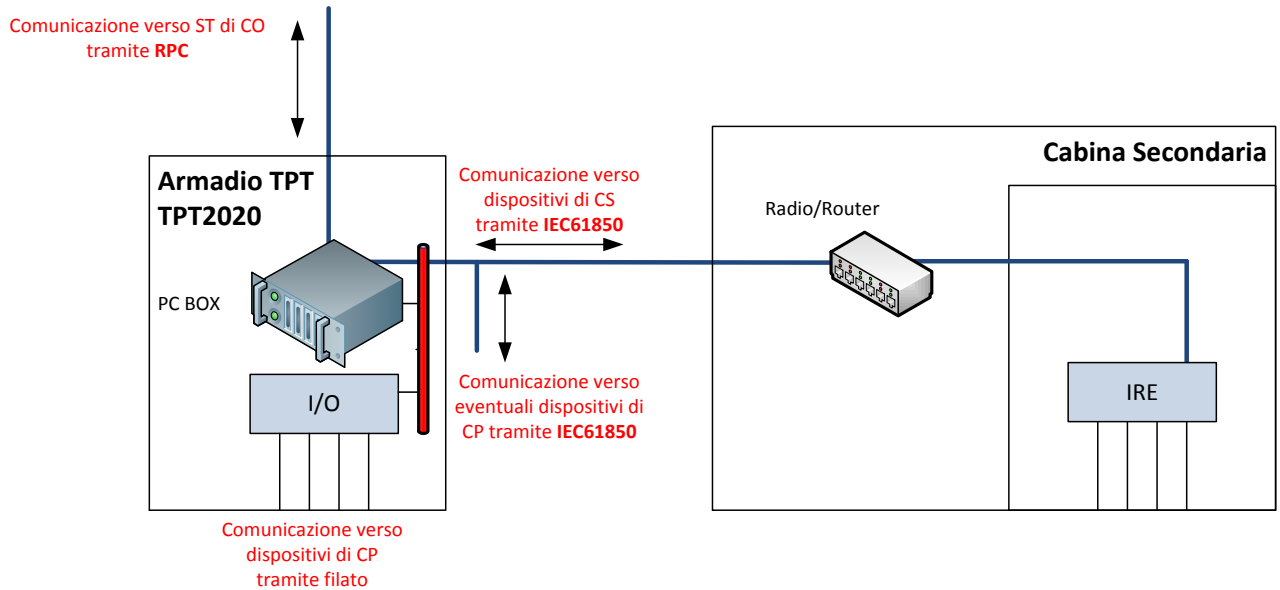 Comunicazione verso ST di CO
tramite RPC
Armadio TPT
TPT2020
PC BOX
I/O
Comunicazione verso
dispositivi di CP
tramite filato
Comunicazione verso
dispositivi di CS
tramite IEC61850
Comunicazione verso
eventuali dispositivi di
CP tramite IEC61850
Cabina Secondaria
Radio/Router
IRE